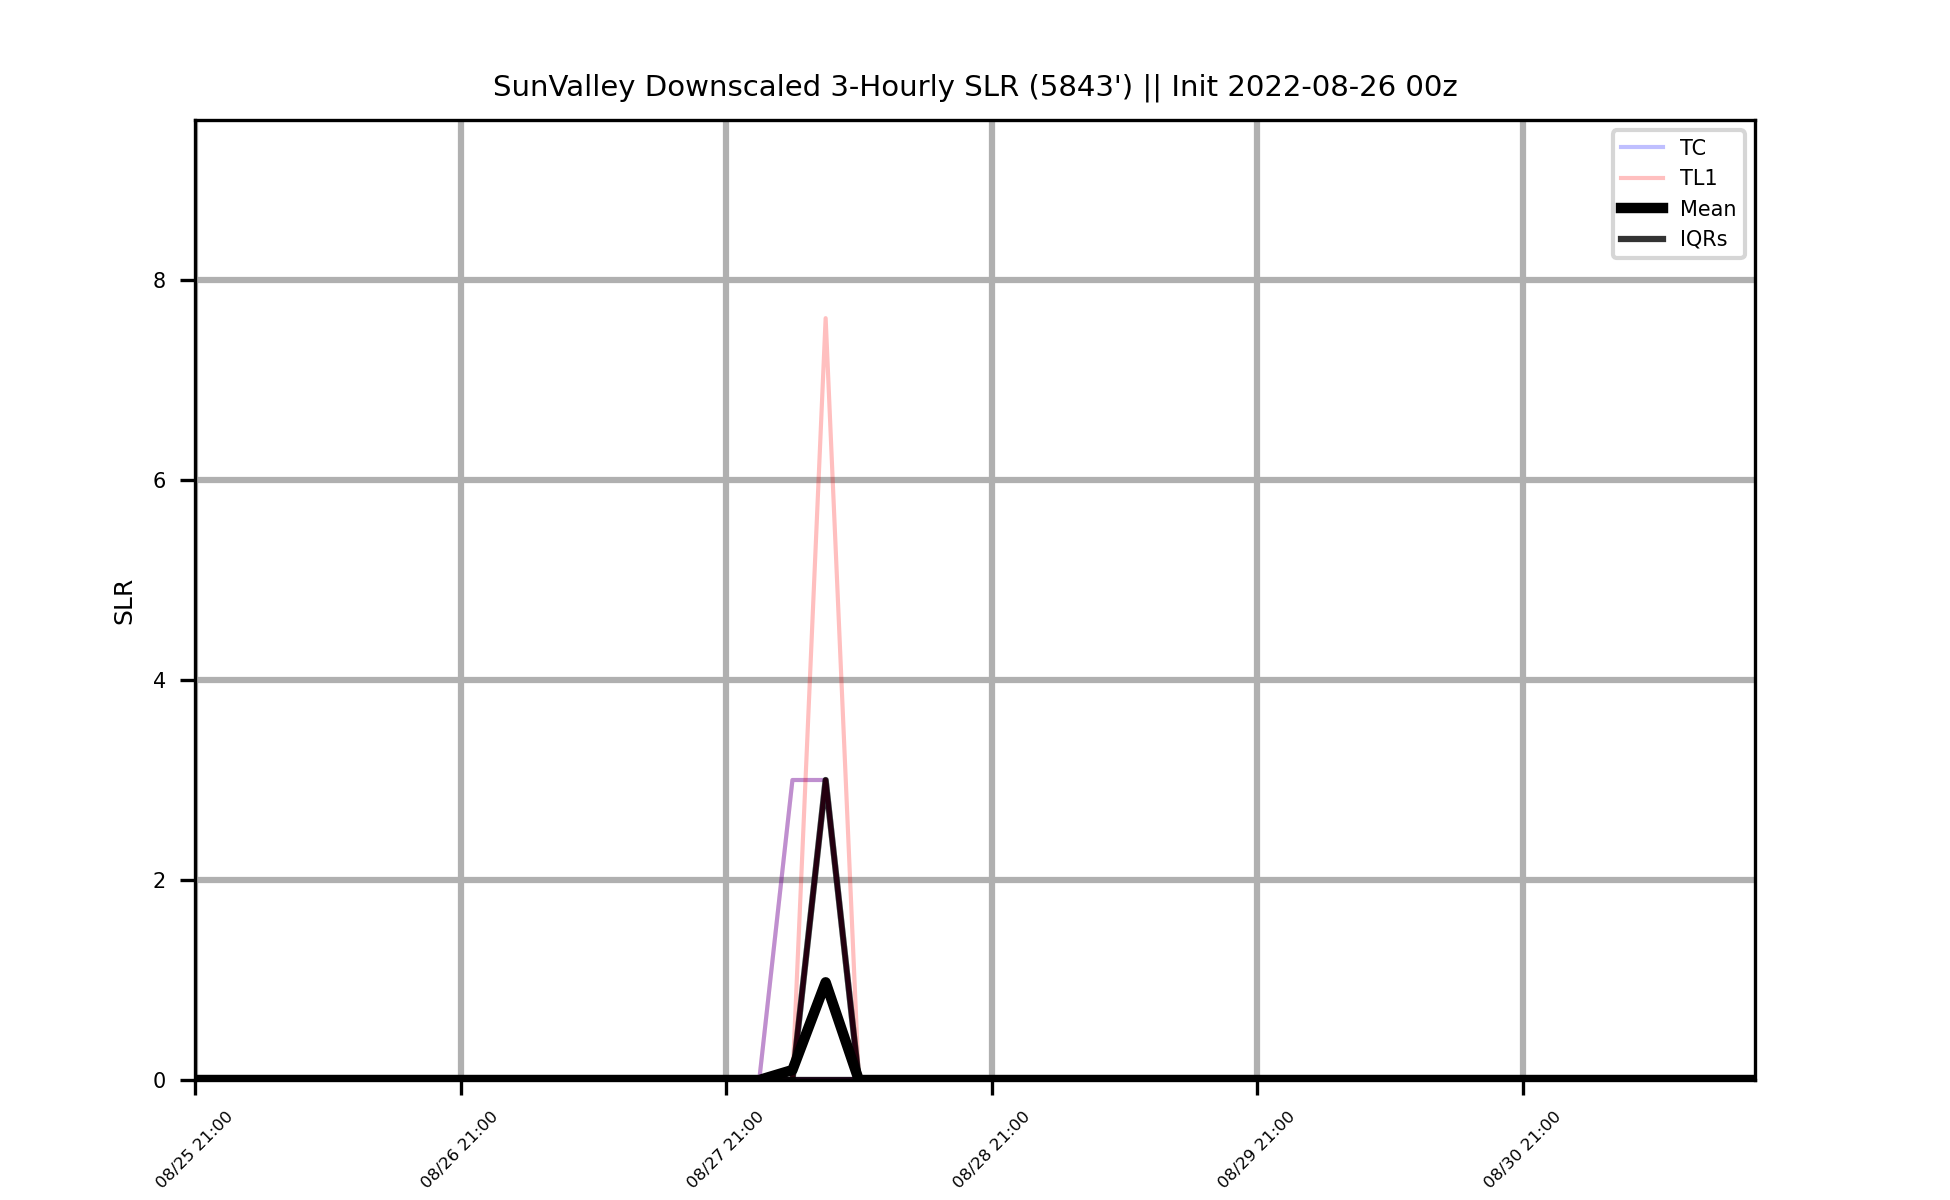 SunValley Downscaled 3-Hourly SLR (5843') || Init 2022-08-26 00z
TC
TL1
Mean
IQRs
8
6
4
2
0
SLR
08/25 21:00
08/26 21:00
08/27 21:00
08/28 21:00
08/29 21:00
08/30 21:00